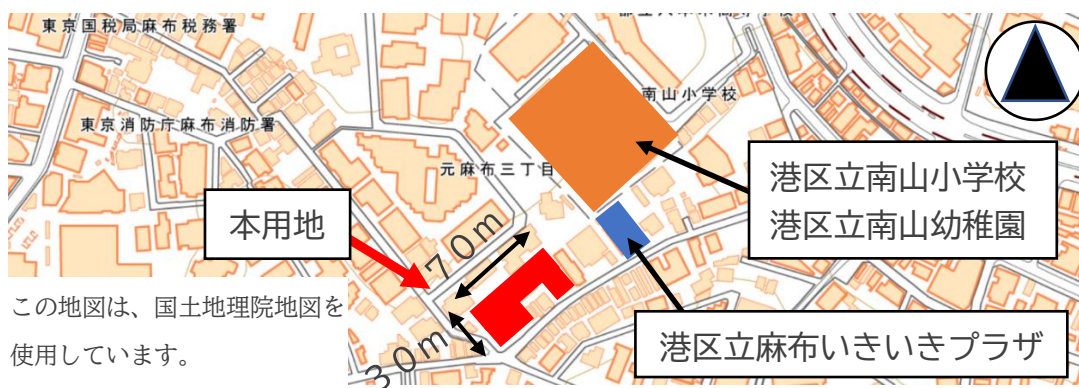 東京国税局麻布税務署
南山小学校
東京消防庁麻布消防署
元麻布三丁目
港区立南山小学校
港区立南山幼稚園
本用地
70m
この地図は、国土地理院地図を
使用しています。
30m
港区立麻布いきいきプラザ